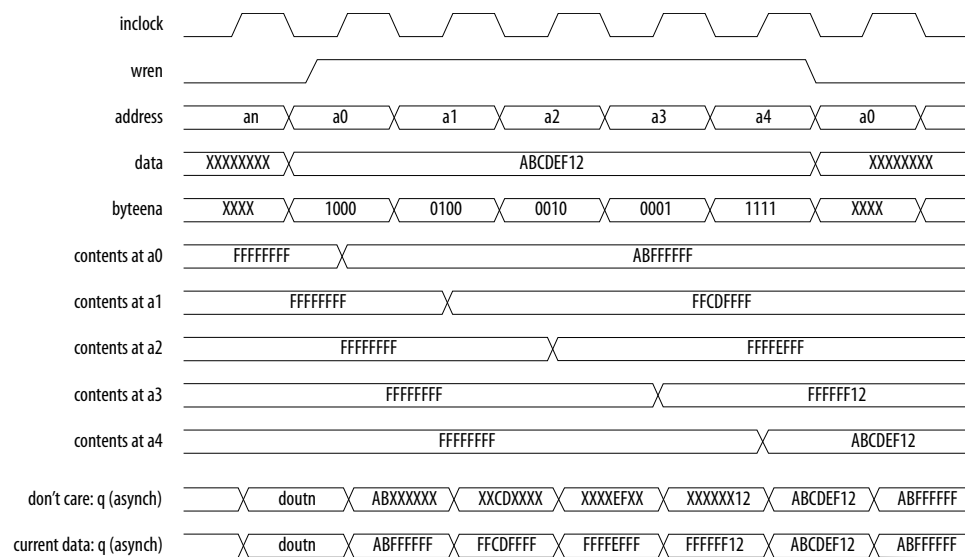 inclock
wren
address an a0 a1 a2 a3 a4 a0
data XXXXXXXX ABCDEF12 XXXXXXXX
byteena XXXX 1000 0100 0010 0001 1111 XXXX
contents at a0 FFFFFFFF ABFFFFFF
contents at a1 FFFFFFFF FFCDFFFF
contents at a2 FFFFFFFF FFFFEFFF
contents at a3 FFFFFFFF FFFFFF12
contents at a4 FFFFFFFF ABCDEF12
don't care: q (asynch) doutn ABXXXXXX XXCDXXXX XXXXEFXX XXXXXX12 ABCDEF12 ABFFFFFF
current data: q (asynch) doutn ABFFFFFF FFCDFFFF FFFFEFFF FFFFFF12 ABCDEF12 ABFFFFFF